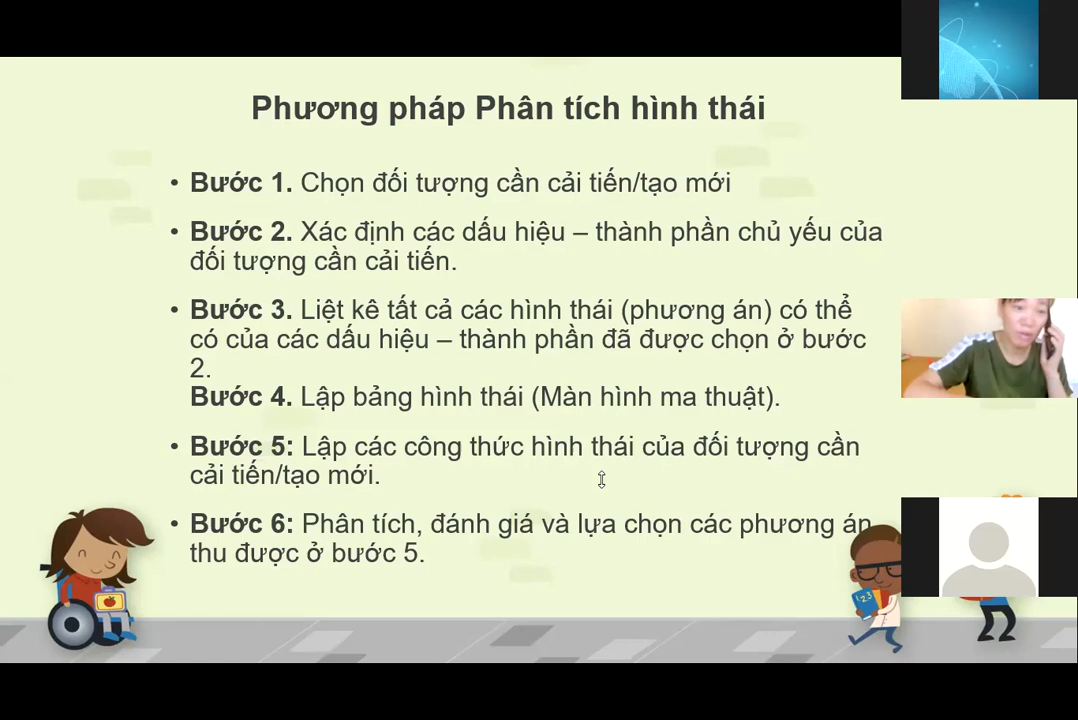 Phương pháp Phân tích hình thái
• Bước 1. Chọn đối tượng cần cải tiến/tạo mới
• Bước 2. Xác định các dấu hiệu – thành phần chủ yếu của
đối tượng cần cải tiến.
• Bước 3. Liệt kê tất cả các hình thái (phương án) có thể
có của các dấu hiệu – thành phần đã được chọn ở bước
2.
Bước 4. Lập bảng hình thái (Màn hình ma thuật).
• Bước 5: Lập các công thức hình thái của đối tượng cần
cải tiến/tạo mới.
• Bước 6: Phân tích, đánh giá và lựa chọn các phương án
thu được ở bước 5.
123